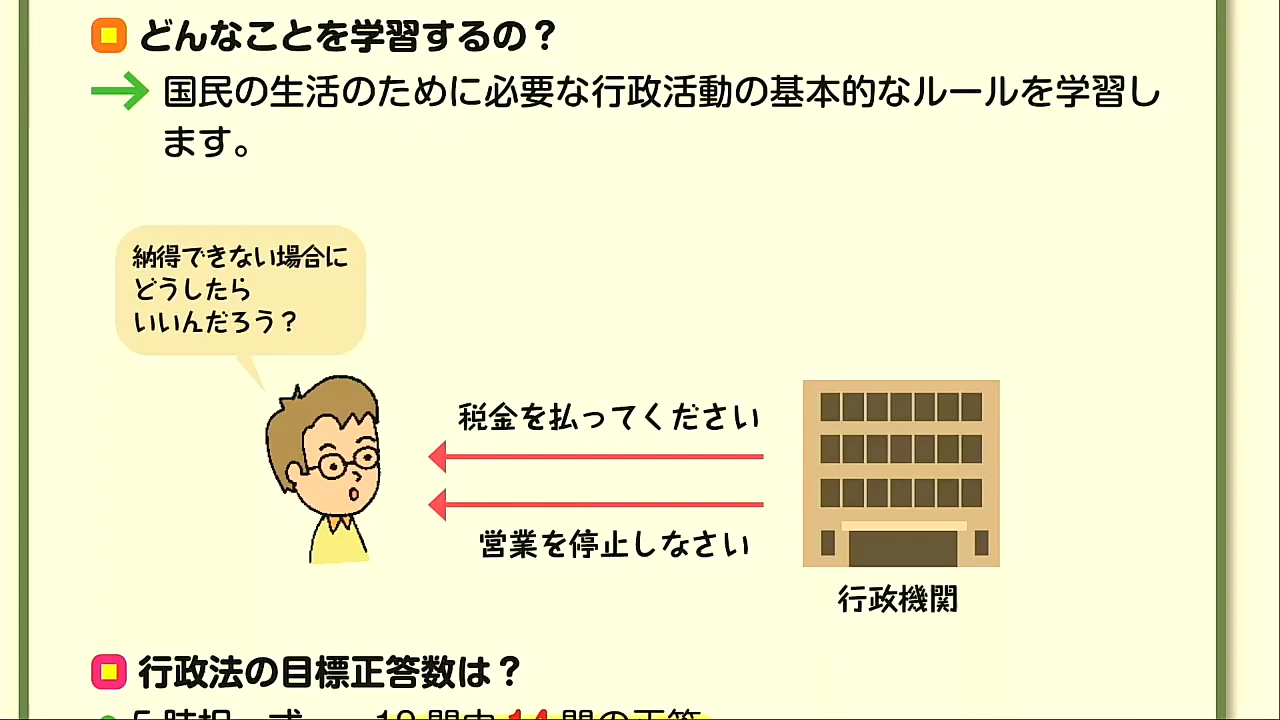 どんなことを学習するの？
国民の生活のために必要な行政活動の基本的なルールを学習し
ます。
納得できない場合に
どうしたら
いいんだろう？
税金を払ってください
営業を停止しなさい
行政機関
行政法の目標正答数は？